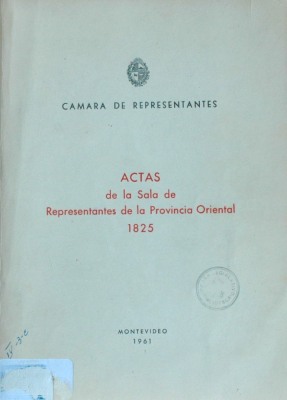 CAMARA DE REPRESENTANTES
ACTAS
de la Sala de
Representantes de la Provincia Oriental
1825
MONTEVIDEO
1961